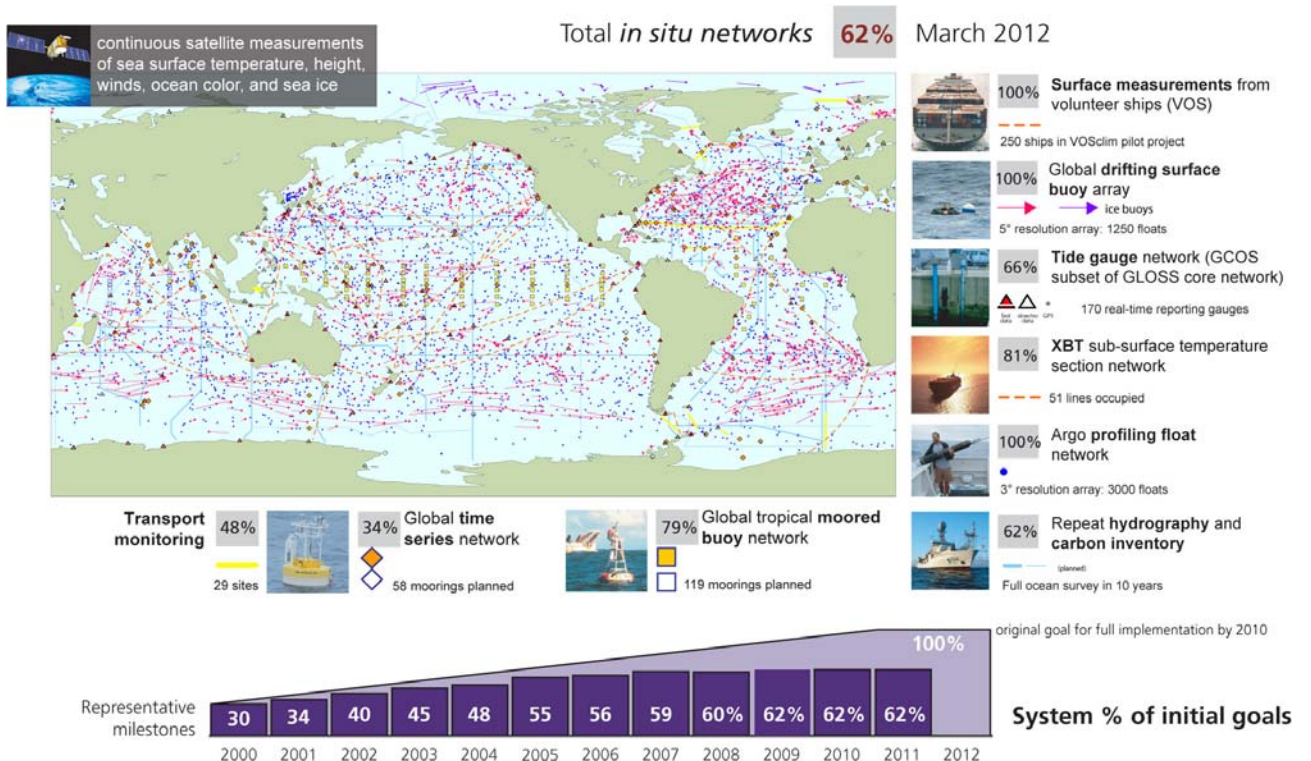 continuous satellite measurements
of sea surface temperature, height,
winds, ocean color, and sea ice
Total in situ networks 62% March 2012
100% Surface measurements from
volunteer ships (VOS)
250 ships in VOSclim pilot project
100% Global drifting surface
buoy array
ice buoys
5° resolution array: 1250 floats
66% Tide gauge network (GCOS
subset of GLOSS core network)
GPS
170 real-time reporting gauges
81% XBT sub-surface temperature
section network
51 lines occupied
100% Argo profiling float
network
3° resolution array: 3000 floats
62% Repeat hydrography and
carbon inventory
(planned)
Full ocean survey in 10 years
Transport
monitoring
48%
29 sites
34% Global time
series network
58 moorings planned
79% Global tropical moored
buoy network
119 moorings planned
original goal for full implementation by 2010
100%
Representative
milestones
30 34 40 45 48 55 56 59 60% 62% 62% 62%
System % of initial goals
2000 2001 2002 2003 2004 2005 2006 2007 2008 2009 2010 2011 2012